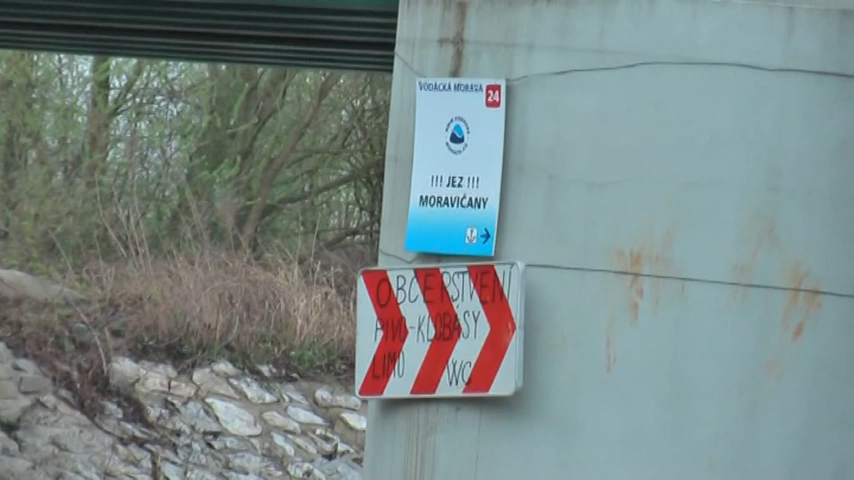 VODÁCKÁ MORAVA
24
!!! JEZ !!!
MORAVIČANY
OBČERSTVENÍ
PIVO-KLOBÁSY
LIMO WC